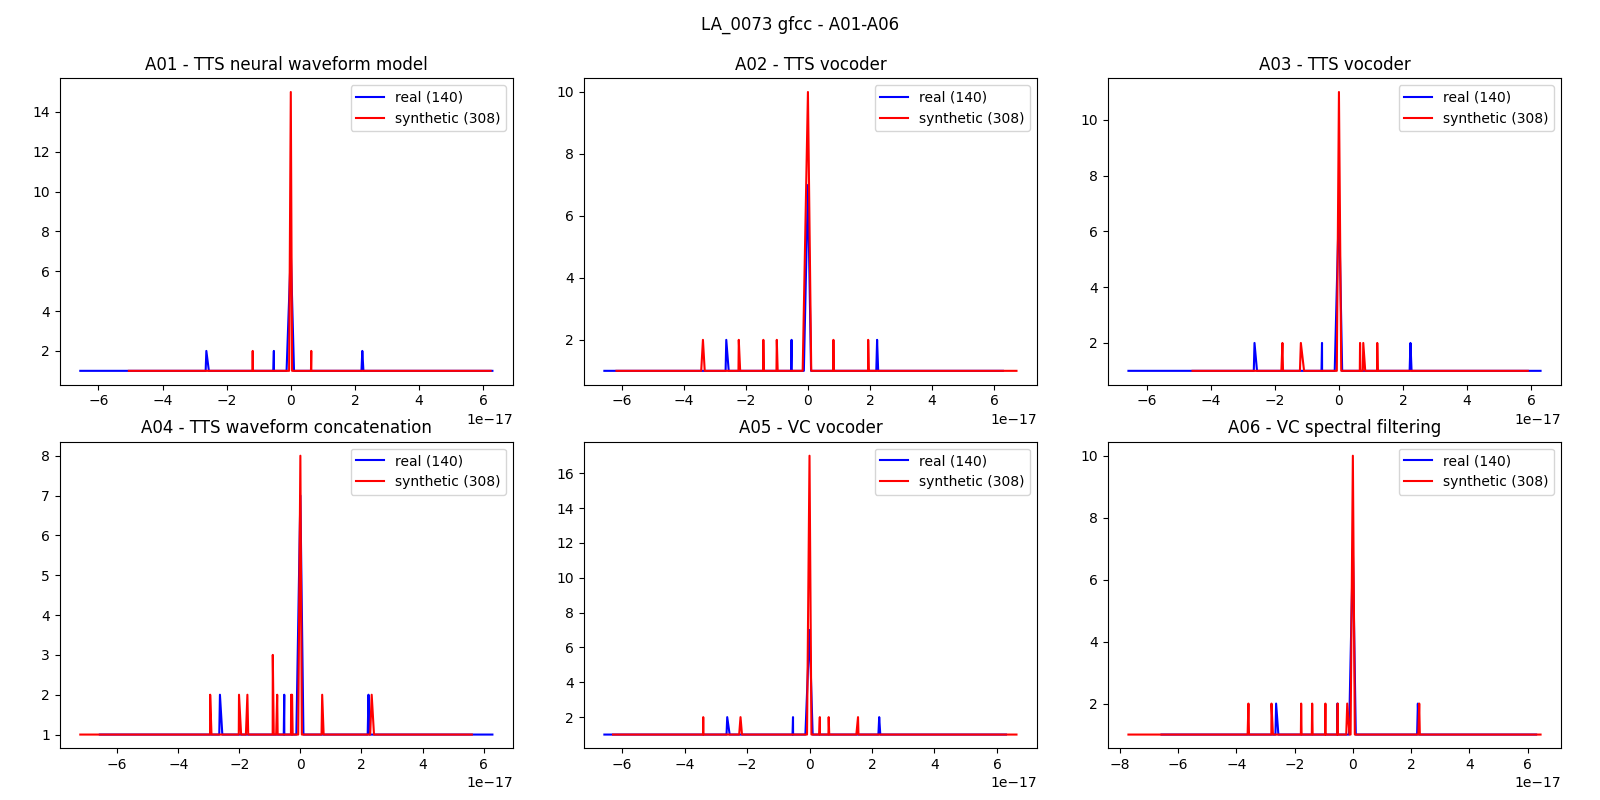 LA_0073 gfcc - A01-A06
A01 - TTS neural waveform model
real (140)
synthetic (308)
14
12
10
8
6
4
2
−6 −4 −2 0 2 4 6
1e−17
A02 - TTS vocoder
real (140)
synthetic (308)
10
8
6
4
2
−6 −4 −2 0 2 4 6
1e−17
A03 - TTS vocoder
real (140)
synthetic (308)
10
8
6
4
2
−6 −4 −2 0 2 4 6
1e−17
A04 - TTS waveform concatenation
real (140)
synthetic (308)
8
7
6
5
4
3
2
1
−6 −4 −2 0 2 4 6
1e−17
A05 - VC vocoder
real (140)
synthetic (308)
16
14
12
10
8
6
4
2
−6 −4 −2 0 2 4 6
1e−17
A06 - VC spectral filtering
real (140)
synthetic (308)
10
8
6
4
2
−8 −6 −4 −2 0 2 4 6
1e−17